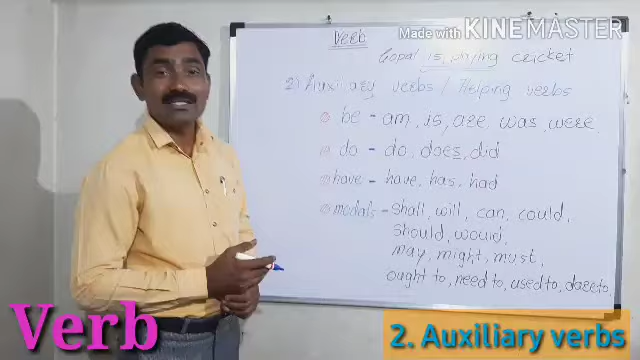 Made with KINEMASTER
Verb
Gopal is playing cricket
2) Auxiliary verbs / Helping verbs
be - am, is, are, was, were,
do - do, does, did
have - have, has, had
modals - shall, will, can, could,
should, would,
may, might, must,
ought to, need to, used to, dare to
Verb
2. Auxiliary verbs